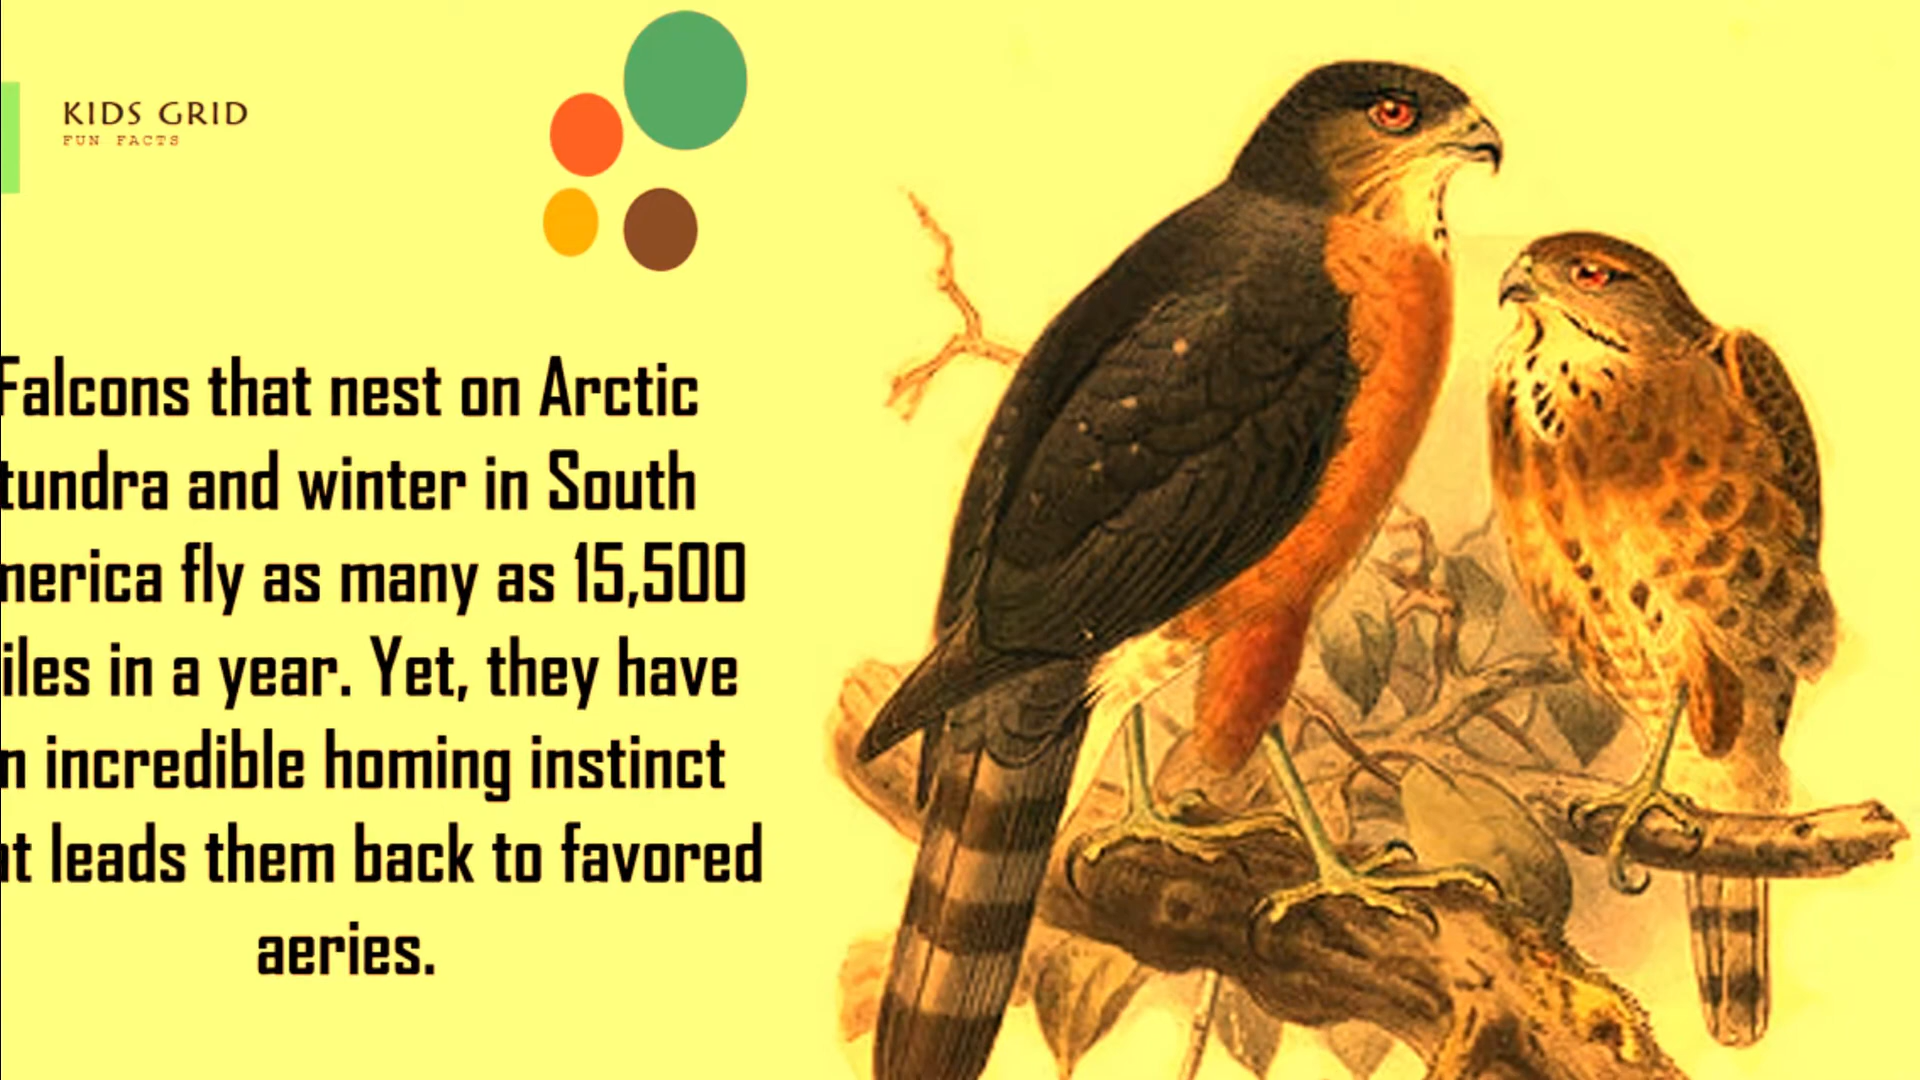 KIDS GRID
FUN FACTS
Falcons that nest on Arctic
tundra and winter in South
merica fly as many as 15,500
iles in a year. Yet, they have
n incredible homing instinct
at leads them back to favored
aeries.